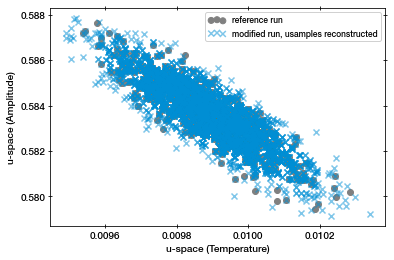 reference run
modified run, usamples reconstructed
0.588
0.586
0.584
0.582
0.580
u-space (Amplitude)
0.0096
0.0098
0.0100
0.0102
u-space (Temperature)